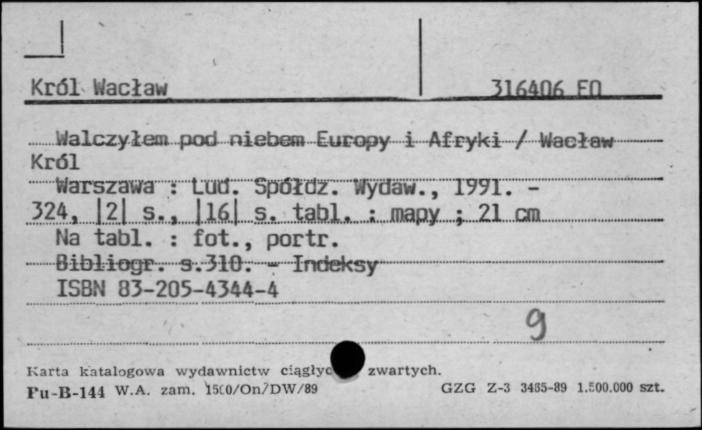 Król Wacław 316406 EO
Walczyłem pod niebem Europy i Afryki / Wacław
Król
Warszawa : Lud. Spółdz. Wydaw., 1991. -
324, |2| s., |16| s. tabl. : mapy ; 21 cm
Na tabl. : fot., portr.
Bibliogr. s.310. - Indeksy
ISBN 83-205-4344-4
9
Karta katalogowa wydawnictw zwartych.
Pu-B-144 W.A. zam. 1500/On/DW/89 GZG Z-3 3485-89 1.500.000 szt.